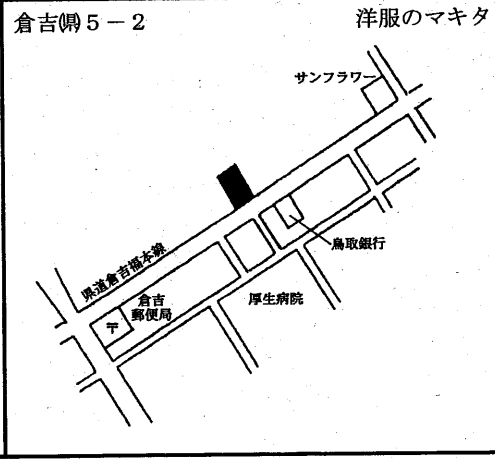 倉吉㈲5－2
洋服のマキタ
サンフラワー
鳥取銀行
県道倉吉福本線
倉吉
郵便局
〒
厚生病院